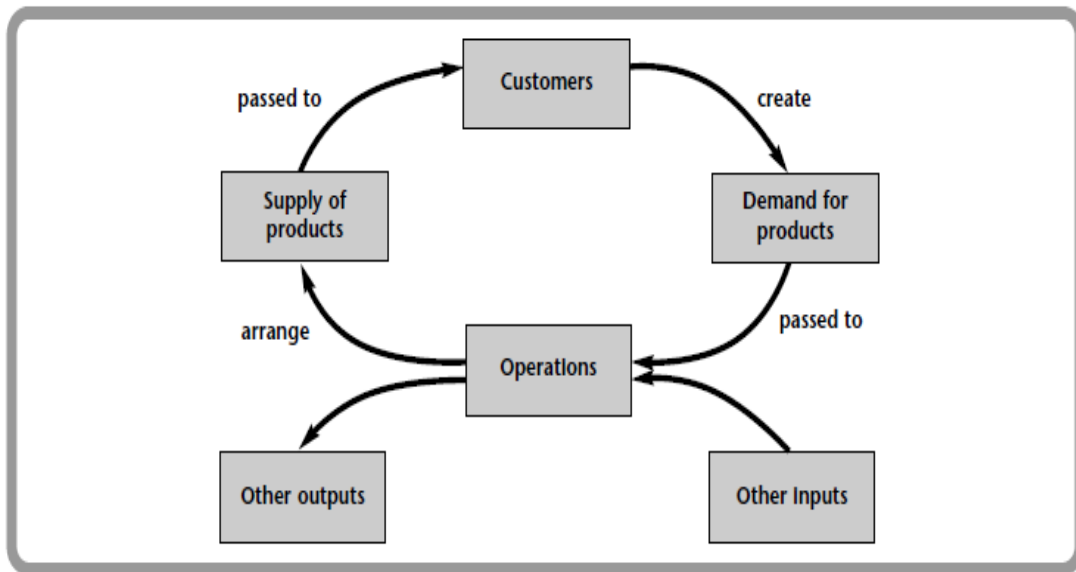 Customers
passed to
create
Supply of
products
Demand for
products
arrange
passed to
Operations
Other outputs
Other Inputs